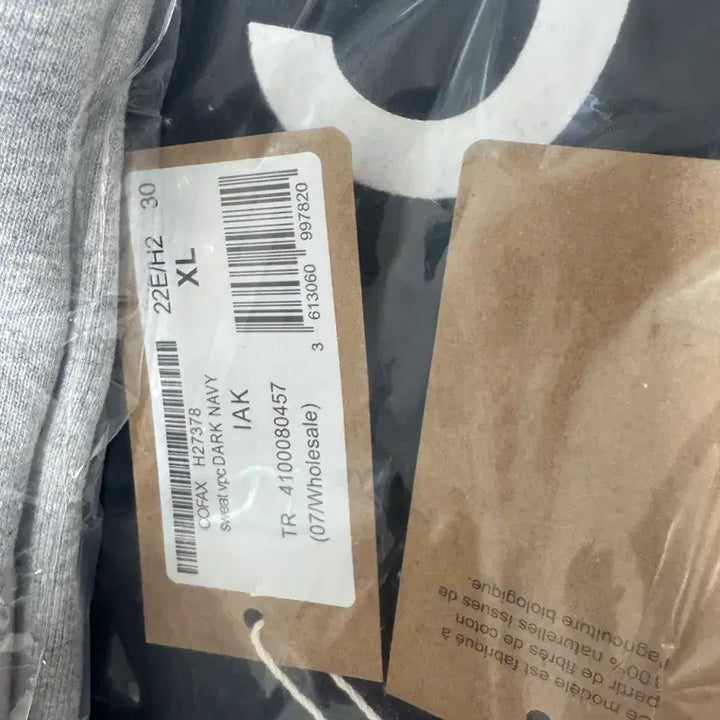 22E/H2 30
XL
3 613060 997820
COFAX H27378
sweat vpc DARK NAVY
IAK
TR 4100080457
(07/Wholesale)
modèle est fabriqué à
partir de fibres de coton
100% naturelles issues de
l'agriculture biologique.